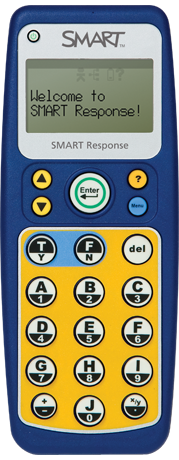 SMART™
Welcome to
SMART Response!
SMART Response
Enter ?
Menu
T F del
Y N
A B C
1 2 3
D E F
4 5 6
G H I
7 8 9
+ J x/y
− 0 .